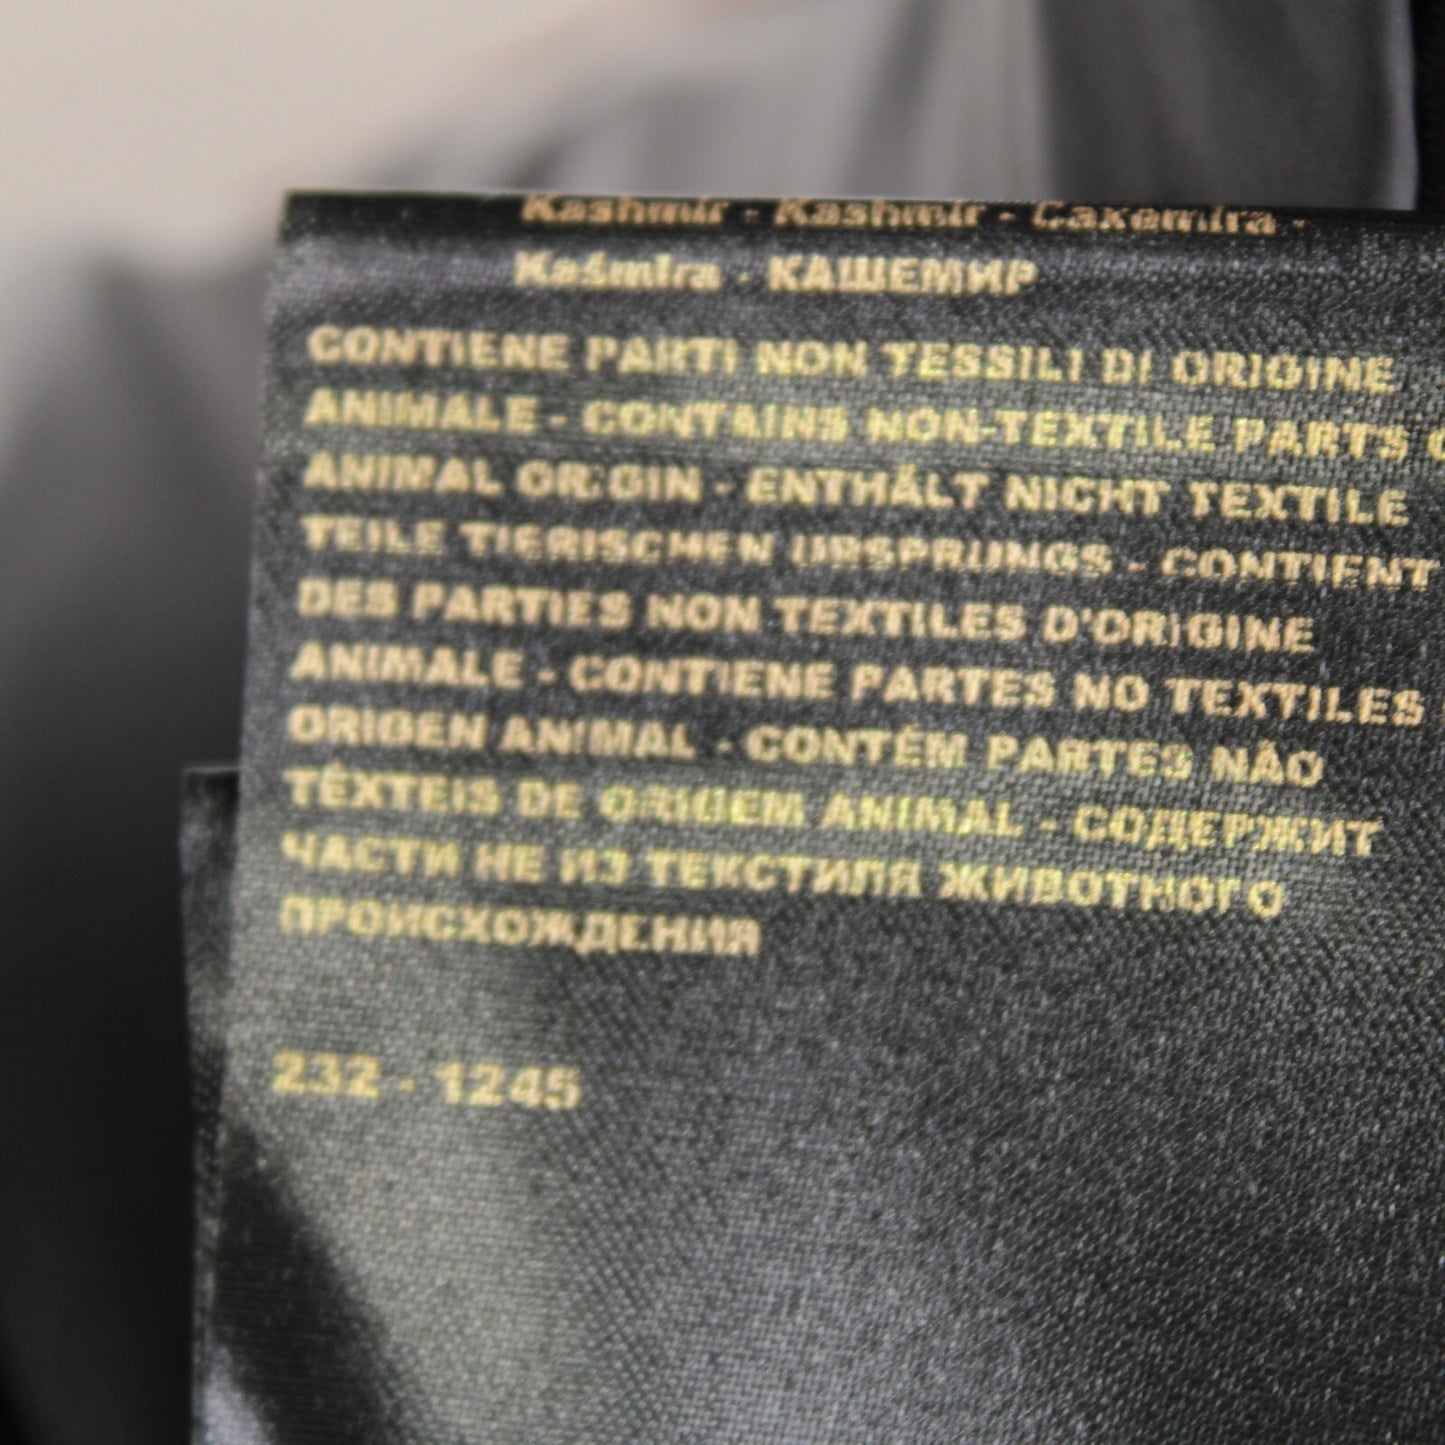 Kashmir - Kashmir - Caxemira -
Kaśmira - КАШЕМИР
CONTIENE PARTI NON TESSILI DI ORIGINE
ANIMALE - CONTAINS NON-TEXTILE PARTS
ANIMAL ORIGIN - ENTHÄLT NICHT TEXTILE
TEILE TIERISCHEN URSPRUNGS - CONTIENT
DES PARTIES NON TEXTILES D'ORIGINE
ANIMALE - CONTIENE PARTES NO TEXTILES
ORIGEN ANIMAL - CONTÉM PARTES NÃO
TÊXTEIS DE ORIGEM ANIMAL - СОДЕРЖИТ
ЧАСТИ НЕ ИЗ ТЕКСТИЛЯ ЖИВОТНОГО
ПРОИСХОЖДЕНИЯ
232 - 1245